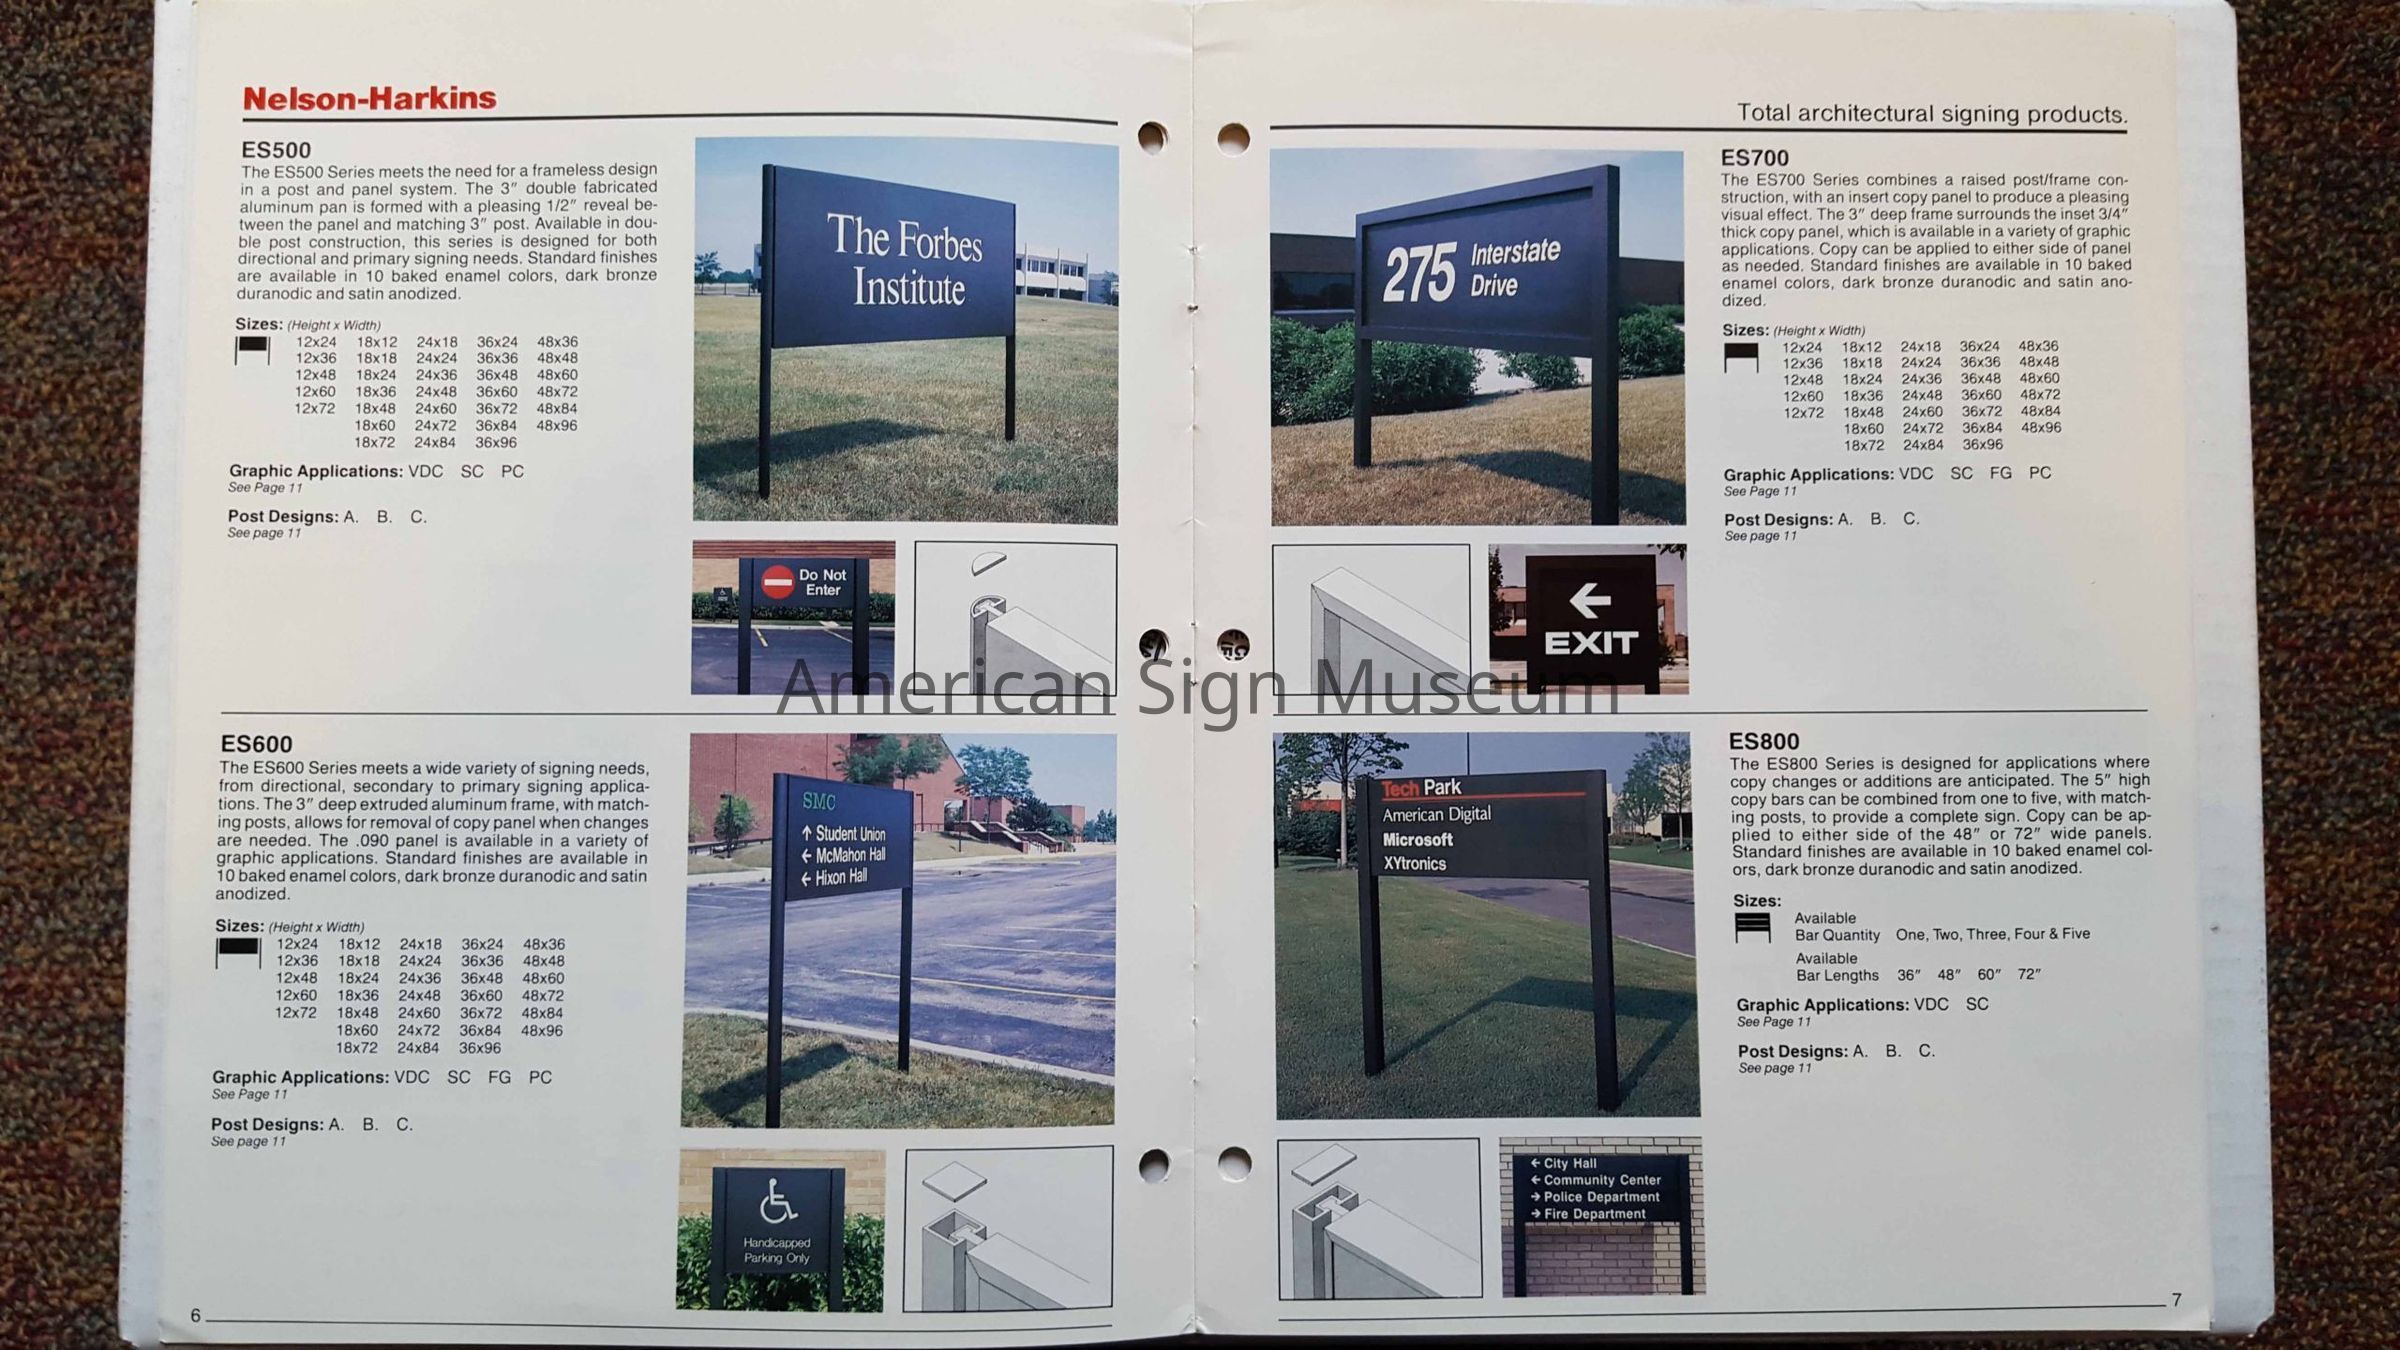 Nelson-Harkins
ES500
The ES500 Series meets the need for a frameless design
in a post and panel system. The 3″ double fabricated
aluminum pan is formed with a pleasing 1/2″ reveal be-
tween the panel and matching 3″ post. Available in dou-
ble post construction, this series is designed for both
directional and primary signing needs. Standard finishes
are available in 10 baked enamel colors, dark bronze
duranodic and satin anodized.
Sizes: (Height x Width)
12x24 18x12 24x18 36x24 48x36
12x36 18x18 24x24 36x36 48x48
12x48 18x24 24x36 36x48 48x60
12x60 18x36 24x48 36x60 48x72
12x72 18x48 24x60 36x72 48x84
18x60 24x72 36x84 48x96
18x72 24x84 36x96
Graphic Applications: VDC SC PC
See Page 11
Post Designs: A. B. C.
See page 11
The Forbes
Institute
Do Not
Enter
ES600
The ES600 Series meets a wide variety of signing needs,
from directional, secondary to primary signing applica-
tions. The 3″ deep extruded aluminum frame, with match-
ing posts, allows for removal of copy panel when changes
are needed. The .090 panel is available in a variety of
graphic applications. Standard finishes are available in
10 baked enamel colors, dark bronze duranodic and satin
anodized.
Sizes: (Height x Width)
12x24 18x12 24x18 36x24 48x36
12x36 18x18 24x24 36x36 48x48
12x48 18x24 24x36 36x48 48x60
12x60 18x36 24x48 36x60 48x72
12x72 18x48 24x60 36x72 48x84
18x60 24x72 36x84 48x96
18x72 24x84 36x96
Graphic Applications: VDC SC FG PC
See Page 11
Post Designs: A. B. C.
See page 11
SMC
↑ Student Union
← McMahon Hall
← Hixon Hall
Handicapped
Parking Only
6
Total architectural signing products.
275 Interstate
Drive
←
EXIT
ES700
The ES700 Series combines a raised post/frame con-
struction, with an insert copy panel to produce a pleasing
visual effect. The 3″ deep frame surrounds the inset 3/4″
thick copy panel, which is available in a variety of graphic
applications. Copy can be applied to either side of panel
as needed. Standard finishes are available in 10 baked
enamel colors, dark bronze duranodic and satin ano-
dized.
Sizes: (Height x Width)
12x24 18x12 24x18 36x24 48x36
12x36 18x18 24x24 36x36 48x48
12x48 18x24 24x36 36x48 48x60
12x60 18x36 24x48 36x60 48x72
12x72 18x48 24x60 36x72 48x84
18x60 24x72 36x84 48x96
18x72 24x84 36x96
Graphic Applications: VDC SC FG PC
See Page 11
Post Designs: A. B. C.
See page 11
American Sign Museum
Tech Park
American Digital
Microsoft
XYtronics
← City Hall
← Community Center
→ Police Department
→ Fire Department
ES800
The ES800 Series is designed for applications where
copy changes or additions are anticipated. The 5″ high
copy bars can be combined from one to five, with match-
ing posts, to provide a complete sign. Copy can be ap-
plied to either side of the 48″ or 72″ wide panels.
Standard finishes are available in 10 baked enamel col-
ors, dark bronze duranodic and satin anodized.
Sizes:
Available
Bar Quantity One, Two, Three, Four & Five
Available
Bar Lengths 36″ 48″ 60″ 72″
Graphic Applications: VDC SC
See Page 11
Post Designs: A. B. C.
See page 11
7